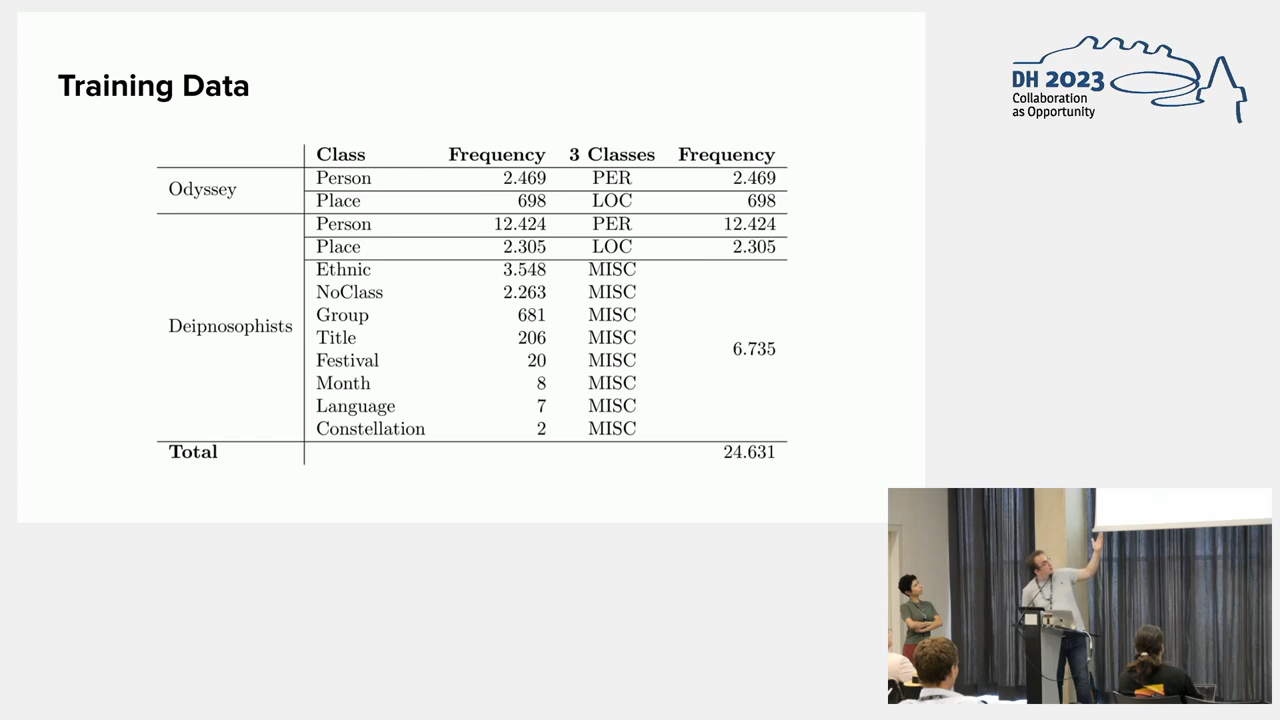 Training Data
DH 2023
Collaboration
as Opportunity
Class Frequency 3 Classes Frequency
Odyssey
Person 2.469 PER 2.469
Place 698 LOC 698
Deipnosophists
Person 12.424 PER 12.424
Place 2.305 LOC 2.305
Ethnic 3.548 MISC
NoClass 2.263 MISC
Group 681 MISC
Title 206 MISC
6.735
Festival 20 MISC
Month 8 MISC
Language 7 MISC
Constellation 2 MISC
Total 24.631